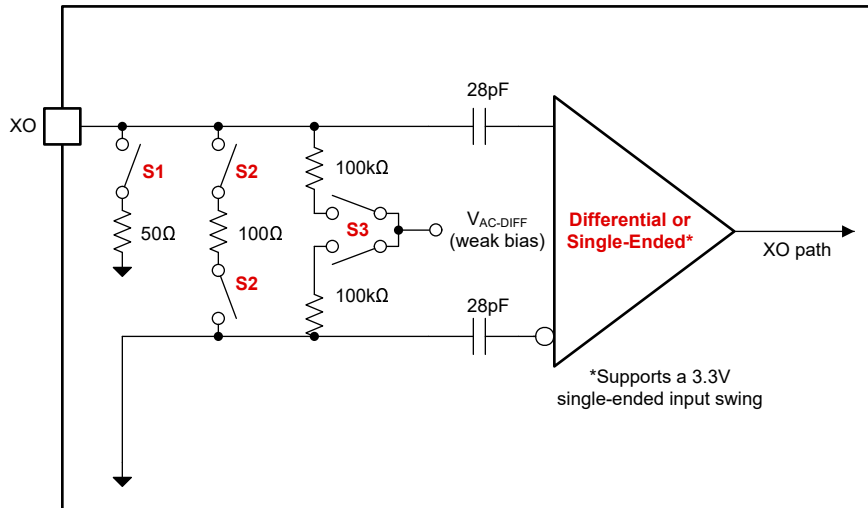 28pF
XO
S1
S2
100kΩ
50Ω
100Ω
S3
V_AC-DIFF
(weak bias)
Differential or
Single-Ended*
XO path
S2
100kΩ
28pF
*Supports a 3.3V
single-ended input swing